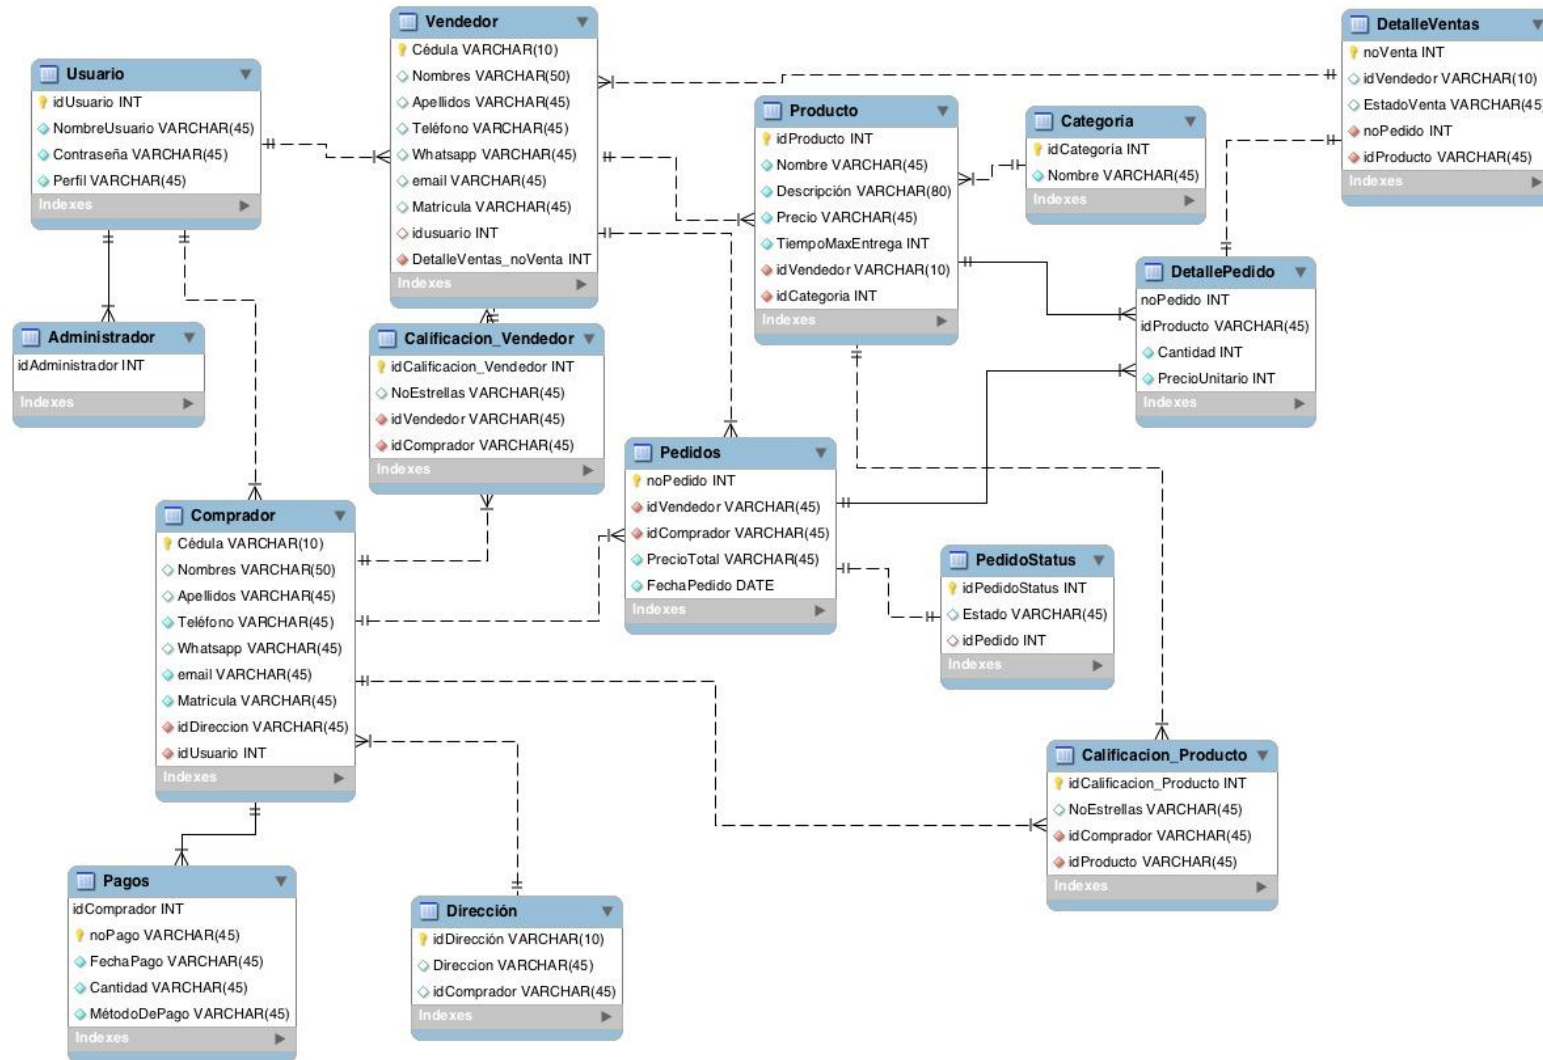 Usuario
idUsuario INT
NombreUsuario VARCHAR(45)
Contraseña VARCHAR(45)
Perfil VARCHAR(45)
Indexes
Vendedor
Cédula VARCHAR(10)
Nombres VARCHAR(50)
Apellidos VARCHAR(45)
Teléfono VARCHAR(45)
Whatsapp VARCHAR(45)
email VARCHAR(45)
Matricula VARCHAR(45)
idusuario INT
DetalleVentas_noVenta INT
Indexes
DetalleVentas
noVenta INT
idVendedor VARCHAR(10)
EstadoVenta VARCHAR(45)
noPedido INT
idProducto VARCHAR(45)
Indexes
Producto
idProducto INT
Nombre VARCHAR(45)
Descripción VARCHAR(80)
Precio VARCHAR(45)
TiempoMaxEntrega INT
idVendedor VARCHAR(10)
idCategoria INT
Indexes
Categoría
idCategoría INT
Nombre VARCHAR(45)
Indexes
DetallePedido
noPedido INT
idProducto VARCHAR(45)
Cantidad INT
PrecioUnitario INT
Indexes
Administrador
idAdministrador INT
Indexes
Calificacion_Vendedor
idCalificacion_Vendedor INT
NoEstrellas VARCHAR(45)
idVendedor VARCHAR(45)
idComprador VARCHAR(45)
Indexes
Pedidos
noPedido INT
idVendedor VARCHAR(45)
idComprador VARCHAR(45)
PrecioTotal VARCHAR(45)
FechaPedido DATE
Indexes
Comprador
Cédula VARCHAR(10)
Nombres VARCHAR(50)
Apellidos VARCHAR(45)
Teléfono VARCHAR(45)
Whatsapp VARCHAR(45)
email VARCHAR(45)
Matricula VARCHAR(45)
idDireccion VARCHAR(45)
idUsuario INT
Indexes
PedidoStatus
idPedidoStatus INT
Estado VARCHAR(45)
idPedido INT
Indexes
Calificacion_Producto
idCalificacion_Producto INT
NoEstrellas VARCHAR(45)
idComprador VARCHAR(45)
idProducto VARCHAR(45)
Indexes
Pagos
idComprador INT
noPago VARCHAR(45)
FechaPago VARCHAR(45)
Cantidad VARCHAR(45)
MétodoDePago VARCHAR(45)
Indexes
Dirección
idDirección VARCHAR(10)
Direccion VARCHAR(45)
idComprador VARCHAR(45)
Indexes